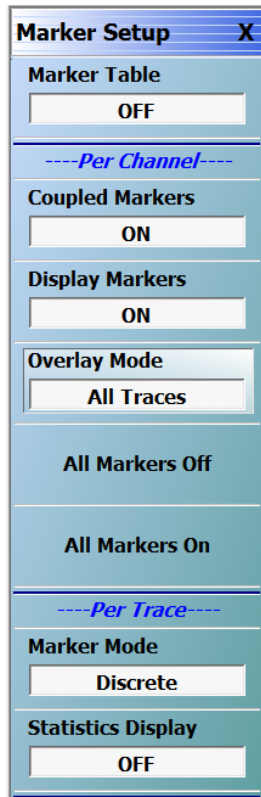 Marker Setup X
Marker Table
OFF
----Per Channel----
Coupled Markers
ON
Display Markers
ON
Overlay Mode
All Traces
All Markers Off
All Markers On
----Per Trace----
Marker Mode
Discrete
Statistics Display
OFF